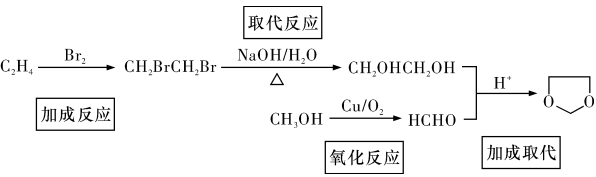 取代反应
C₂H₄ Br₂ CH₂BrCH₂Br NaOH/H₂O △ CH₂OHCH₂OH
加成反应
CH₃OH Cu/O₂ HCHO
H⁺
O O
氧化反应
加成取代